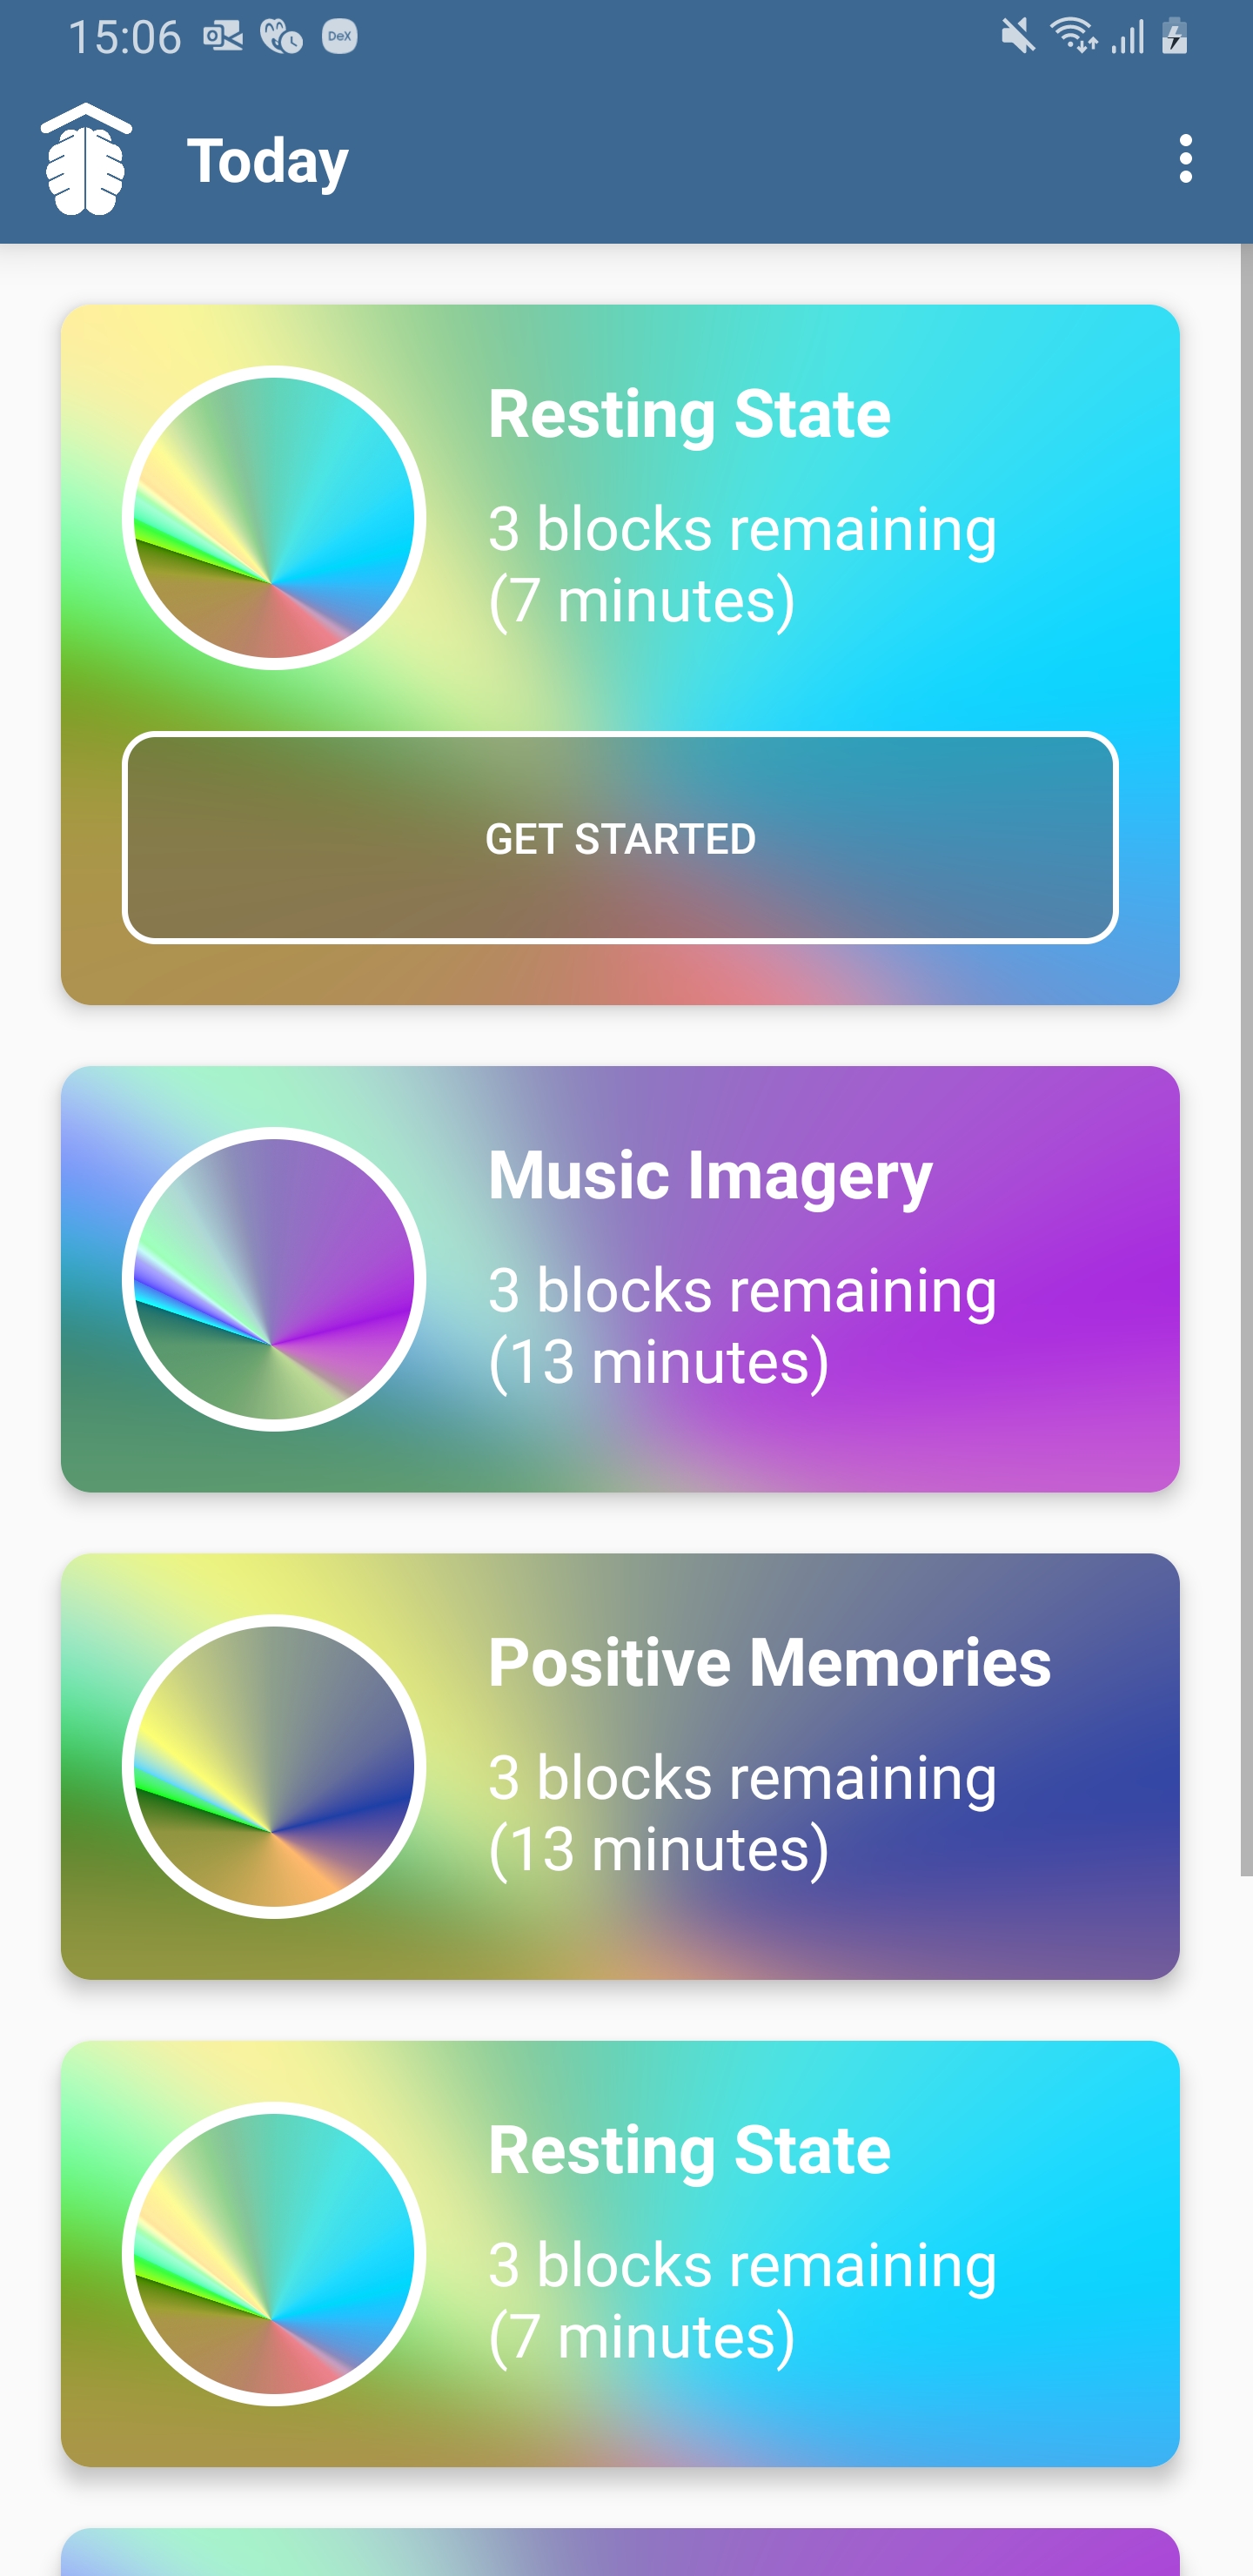 15:06
DeX
Today
Resting State
3 blocks remaining
(7 minutes)
GET STARTED
Music Imagery
3 blocks remaining
(13 minutes)
Positive Memories
3 blocks remaining
(13 minutes)
Resting State
3 blocks remaining
(7 minutes)